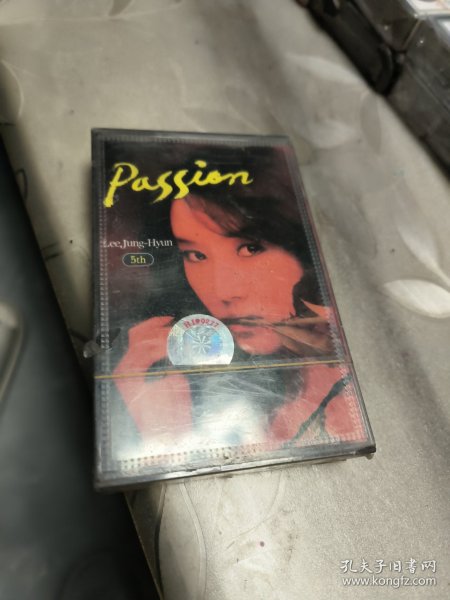 Passion
Lee Jung-Hyun
5th
孔夫子旧书网
www.kongfz.com